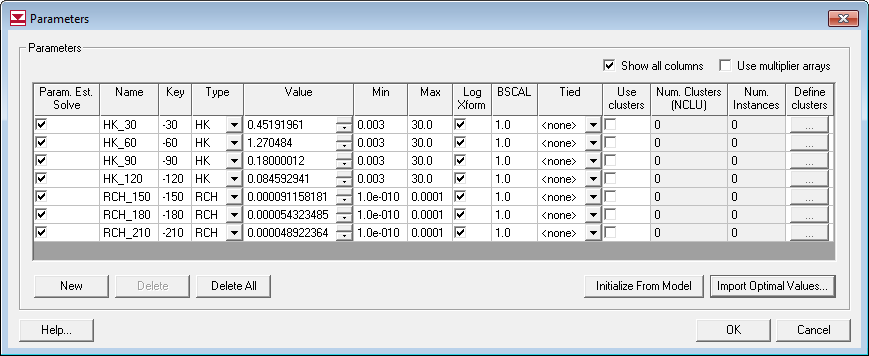 Parameters
Parameters
Show all columns Use multiplier arrays
Param. Est. Solve Name Key Type Value Min Max Log Xform BSCAL Tied Use clusters Num. Clusters (NCLU) Num. Instances Define clusters
HK_30 -30 HK 0.45191961 0.003 30.0 1.0 <none> 0 0 ...
HK_60 -60 HK 1.270484 0.003 30.0 1.0 <none> 0 0 ...
HK_90 -90 HK 0.18000012 0.003 30.0 1.0 <none> 0 0 ...
HK_120 -120 HK 0.084592941 0.003 30.0 1.0 <none> 0 0 ...
RCH_150 -150 RCH 0.000091158181 1.0e-010 0.0001 1.0 <none> 0 0 ...
RCH_180 -180 RCH 0.000054323485 1.0e-010 0.0001 1.0 <none> 0 0 ...
RCH_210 -210 RCH 0.000048922364 1.0e-010 0.0001 1.0 <none> 0 0 ...
New Delete Delete All Initialize From Model Import Optimal Values...
Help... OK Cancel